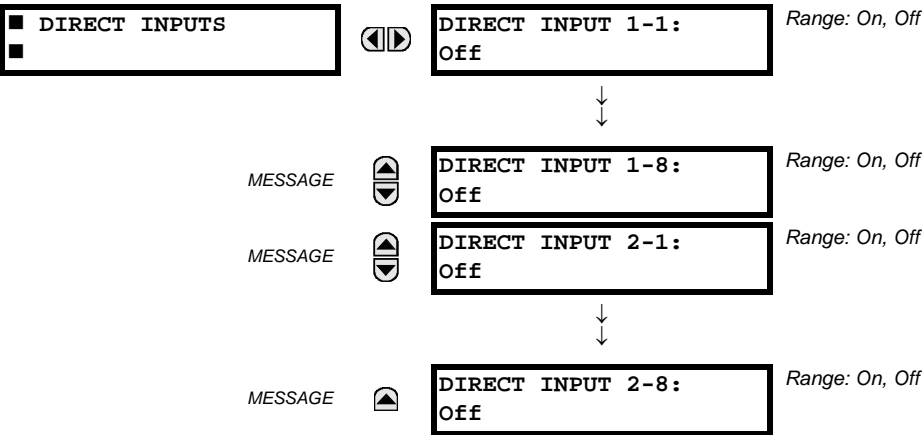 ■ DIRECT INPUTS
■
DIRECT INPUT 1-1:
Off
Range: On, Off
↓
↓
MESSAGE
DIRECT INPUT 1-8:
Off
Range: On, Off
MESSAGE
DIRECT INPUT 2-1:
Off
Range: On, Off
↓
↓
MESSAGE
DIRECT INPUT 2-8:
Off
Range: On, Off